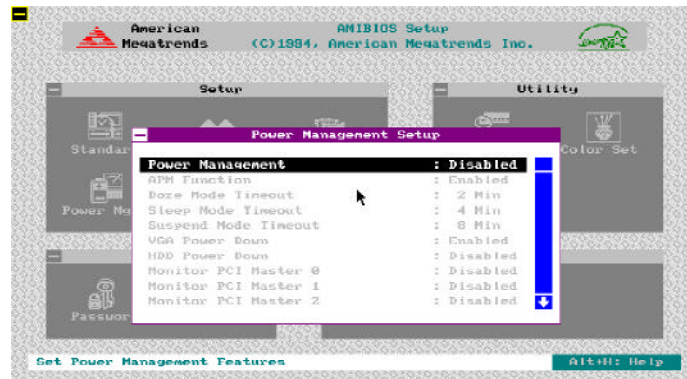 American
Megatrends
AMIBIOS Setup
(C)1994, American Megatrends Inc.
Setup
Utility
Standar
Color Set
Power Mg
Passwor
Power Management Setup
Power Management : Disabled
APM Function : Enabled
Doze Mode Timeout : 2 Min
Sleep Mode Timeout : 4 Min
Suspend Mode Timeout : 8 Min
VGA Power Down : Enabled
HDD Power Down : Disabled
Monitor PCI Master 0 : Disabled
Monitor PCI Master 1 : Disabled
Monitor PCI Master 2 : Disabled
Set Power Management Features
Alt+H: Help